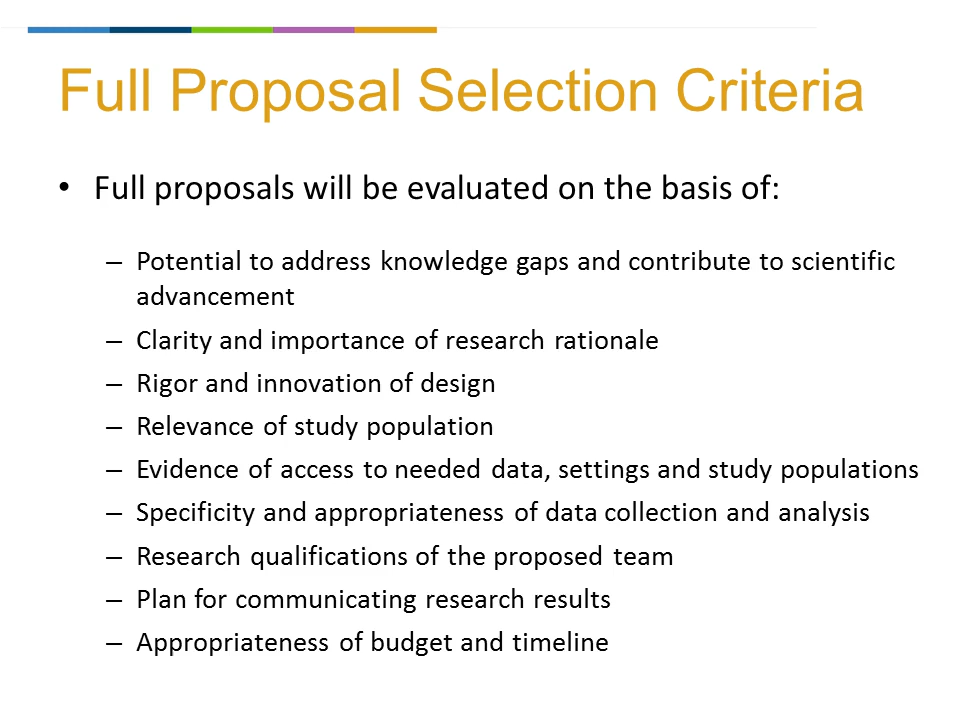 Full Proposal Selection Criteria
• Full proposals will be evaluated on the basis of:
– Potential to address knowledge gaps and contribute to scientific
advancement
– Clarity and importance of research rationale
– Rigor and innovation of design
– Relevance of study population
– Evidence of access to needed data, settings and study populations
– Specificity and appropriateness of data collection and analysis
– Research qualifications of the proposed team
– Plan for communicating research results
– Appropriateness of budget and timeline